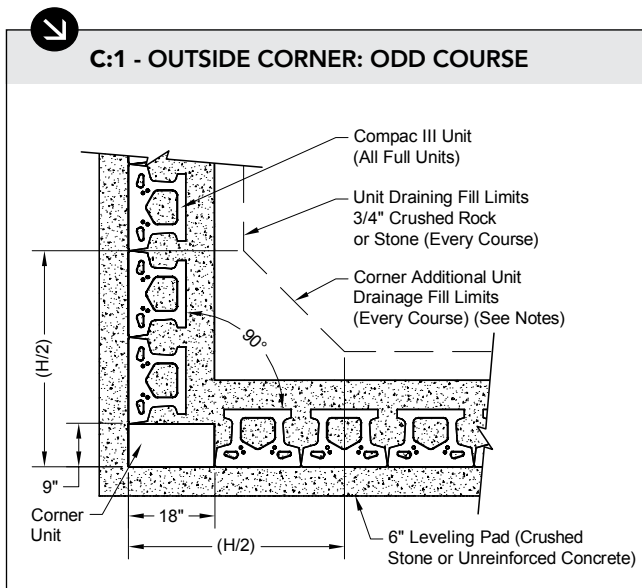 C:1 - OUTSIDE CORNER: ODD COURSE
Compac III Unit
(All Full Units)
Unit Draining Fill Limits
3/4" Crushed Rock
or Stone (Every Course)
Corner Additional Unit
Drainage Fill Limits
(Every Course) (See Notes)
90°
(H/2)
9"
Corner
Unit
18"
(H/2)
6" Leveling Pad (Crushed
Stone or Unreinforced Concrete)